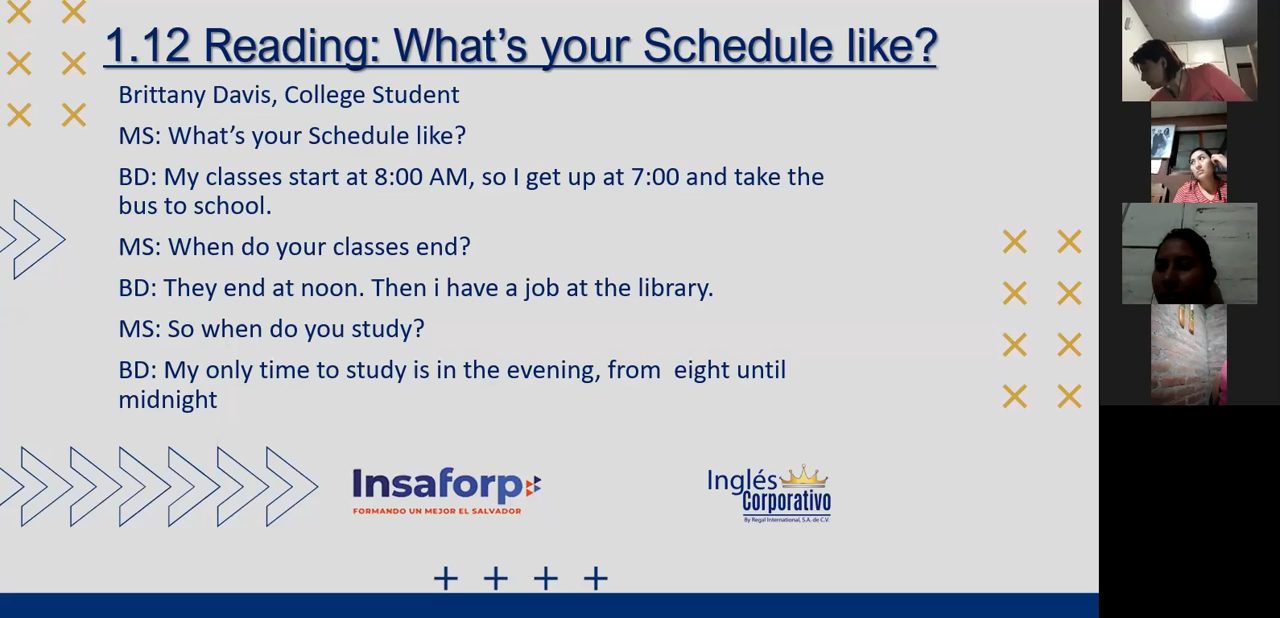 1.12 Reading: What's your Schedule like?
Brittany Davis, College Student
MS: What's your Schedule like?
BD: My classes start at 8:00 AM, so I get up at 7:00 and take the
bus to school.
MS: When do your classes end?
BD: They end at noon. Then i have a job at the library.
MS: So when do you study?
BD: My only time to study is in the evening, from  eight until
midnight
Insaforp
FORMANDO UN MEJOR EL SALVADOR
Inglés
Corporativo
By Regal International, S.A. de C.V.